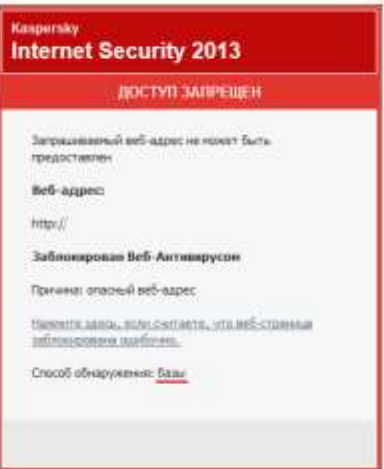 Kaspersky
Internet Security 2013
ДОСТУП ЗАПРЕЩЕН
Запрашиваемый веб-адрес не может быть
предоставлен
Веб-адрес:
http://
Заблокирован Веб-Антивирусом
Причина: опасный веб-адрес
Нажмите здесь, если считаете, что веб-страница
заблокирована ошибочно.
Способ обнаружения: базы